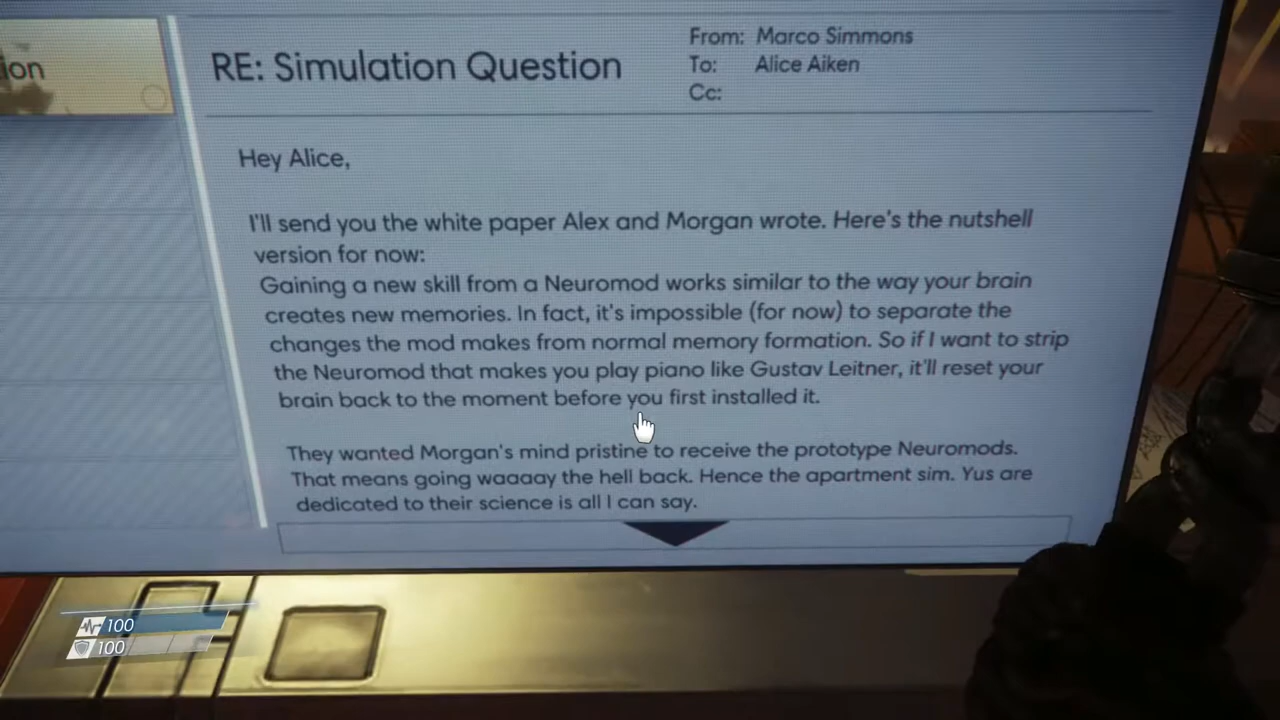 ion
RE: Simulation Question
From: Marco Simmons
To: Alice Aiken
Cc:
Hey Alice,
I'll send you the white paper Alex and Morgan wrote. Here's the nutshell
version for now:
Gaining a new skill from a Neuromod works similar to the way your brain
creates new memories. In fact, it's impossible (for now) to separate the
changes the mod makes from normal memory formation. So if I want to strip
the Neuromod that makes you play piano like Gustav Leitner, it'll reset your
brain back to the moment before you first installed it.
They wanted Morgan's mind pristine to receive the prototype Neuromods.
That means going waaaay the hell back. Hence the apartment sim. Yus are
dedicated to their science is all I can say.
100
100